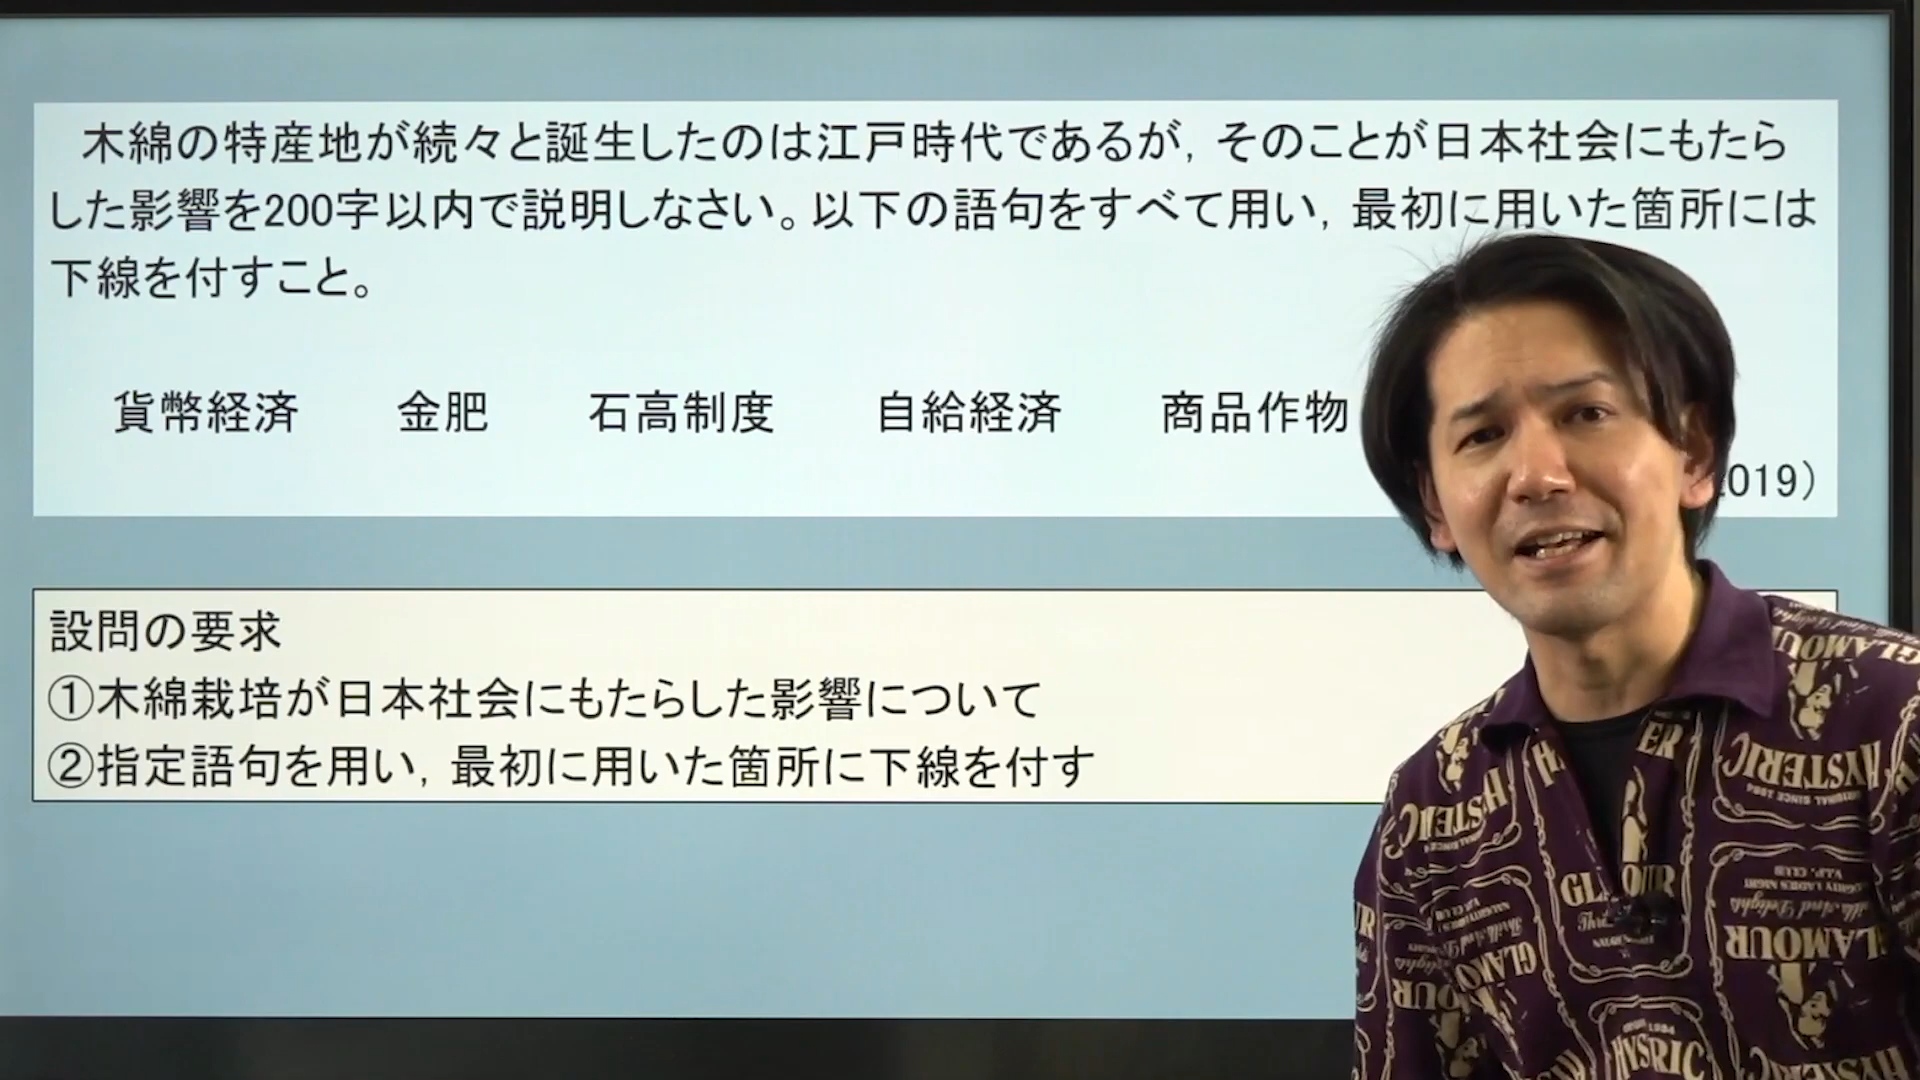 木綿の特産地が続々と誕生したのは江戸時代であるが，そのことが日本社会にもたら
した影響を200字以内で説明しなさい。以下の語句をすべて用い，最初に用いた箇所には
下線を付すこと。
貨幣経済 金肥 石高制度 自給経済 商品作物
019）
設問の要求
①木綿栽培が日本社会にもたらした影響について
②指定語句を用い，最初に用いた箇所に下線を付す
GLAMOUR
HYSTERIC
HYSTERIC
GLAMOUR
GLAMOUR
GLAMOUR